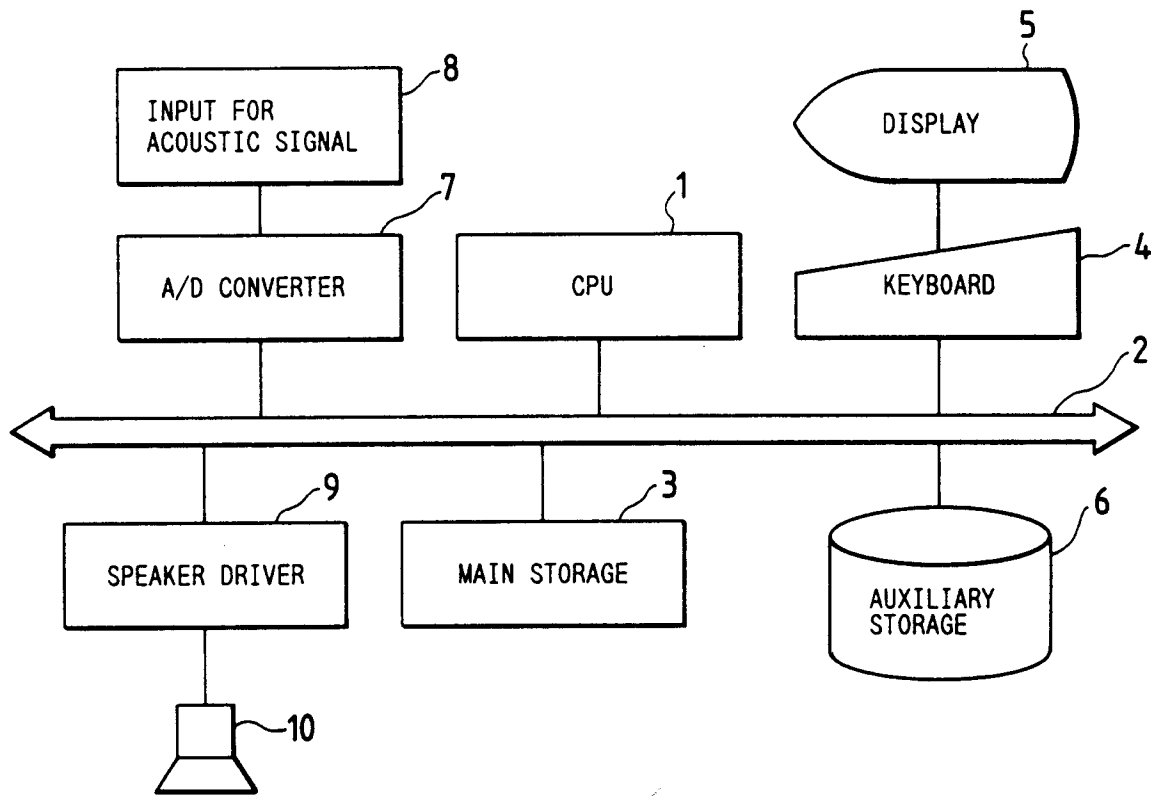 8
INPUT FOR
ACOUSTIC SIGNAL
5
DISPLAY
7
A/D CONVERTER
1
CPU
4
KEYBOARD
2
9
SPEAKER DRIVER
3
MAIN STORAGE
6
AUXILIARY
STORAGE
10